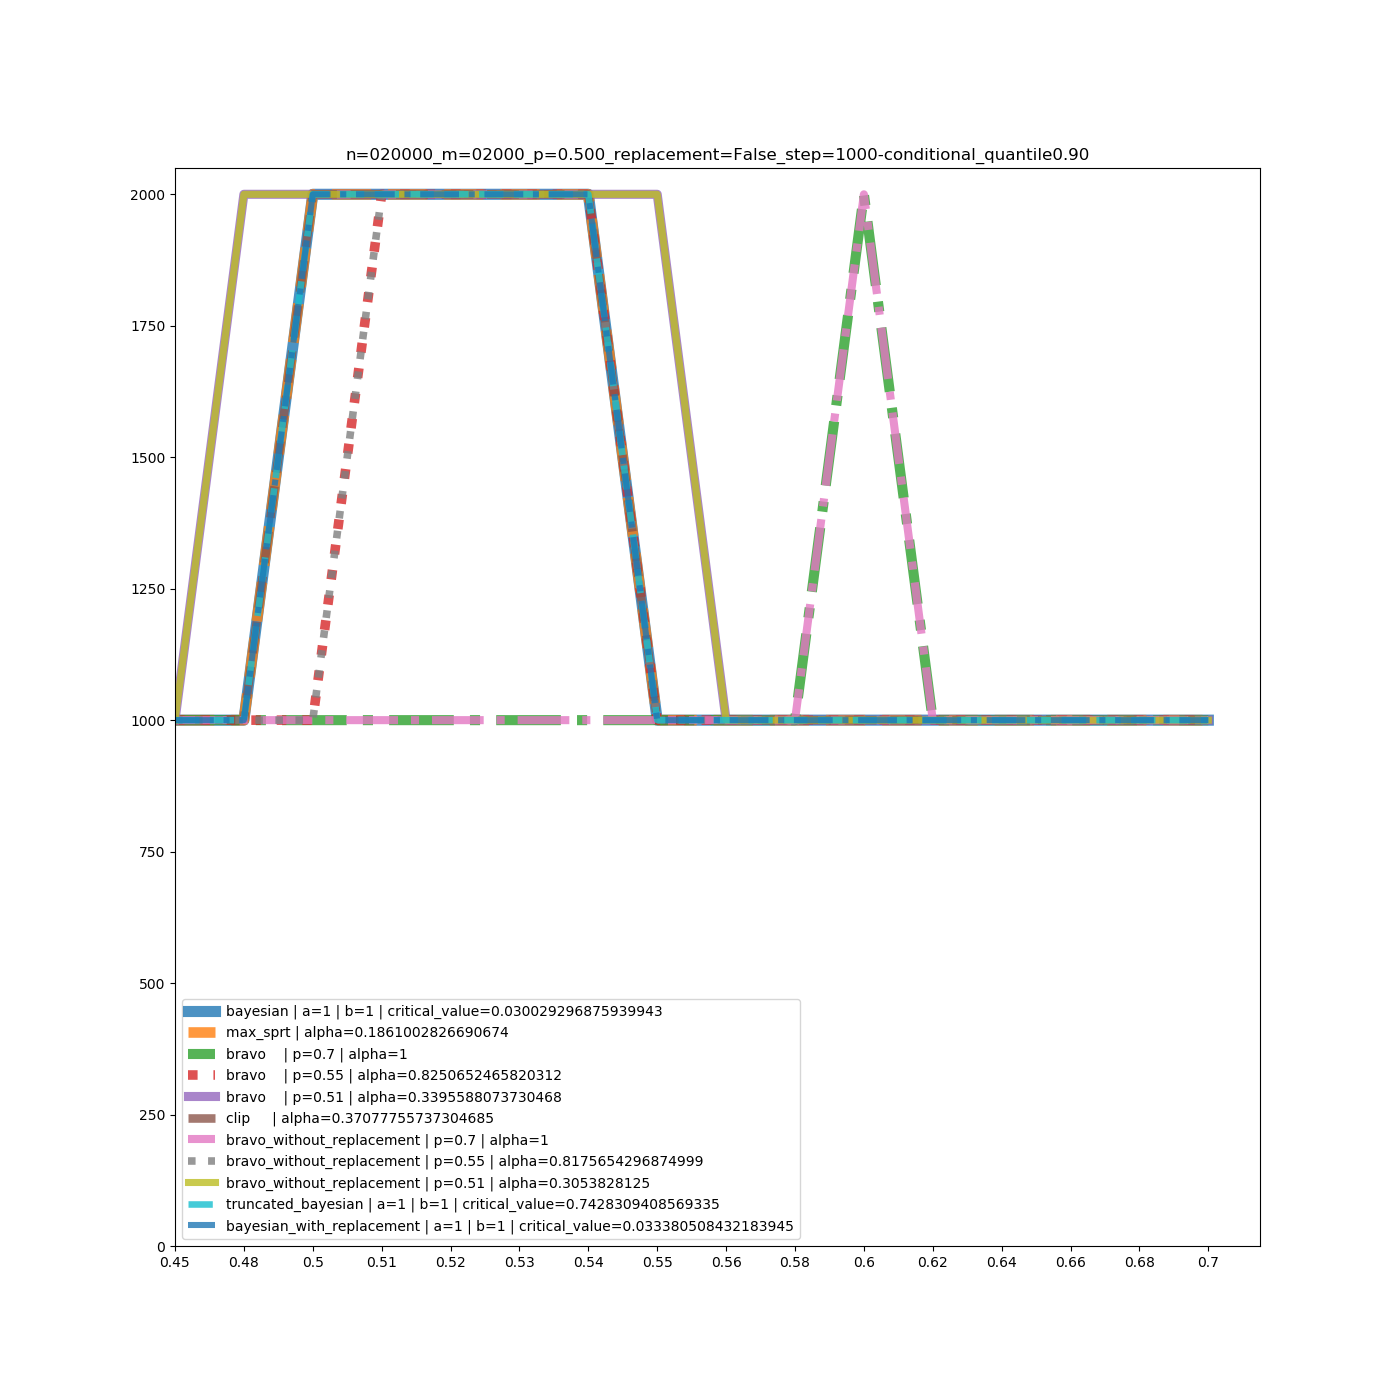 n=020000_m=02000_p=0.500_replacement=False_step=1000-conditional_quantile0.90
2000
1750
1500
1250
1000
750
500
250
0
bayesian | a=1 | b=1 | critical_value=0.030029296875939943
max_sprt | alpha=0.1861002826690674
bravo    | p=0.7 | alpha=1
bravo    | p=0.55 | alpha=0.8250652465820312
bravo    | p=0.51 | alpha=0.3395588073730468
clip     | alpha=0.37077755737304685
bravo_without_replacement | p=0.7 | alpha=1
bravo_without_replacement | p=0.55 | alpha=0.8175654296874999
bravo_without_replacement | p=0.51 | alpha=0.3053828125
truncated_bayesian | a=1 | b=1 | critical_value=0.7428309408569335
bayesian_with_replacement | a=1 | b=1 | critical_value=0.033380508432183945
0.45 0.48 0.5 0.51 0.52 0.53 0.54 0.55 0.56 0.58 0.6 0.62 0.64 0.66 0.68 0.7